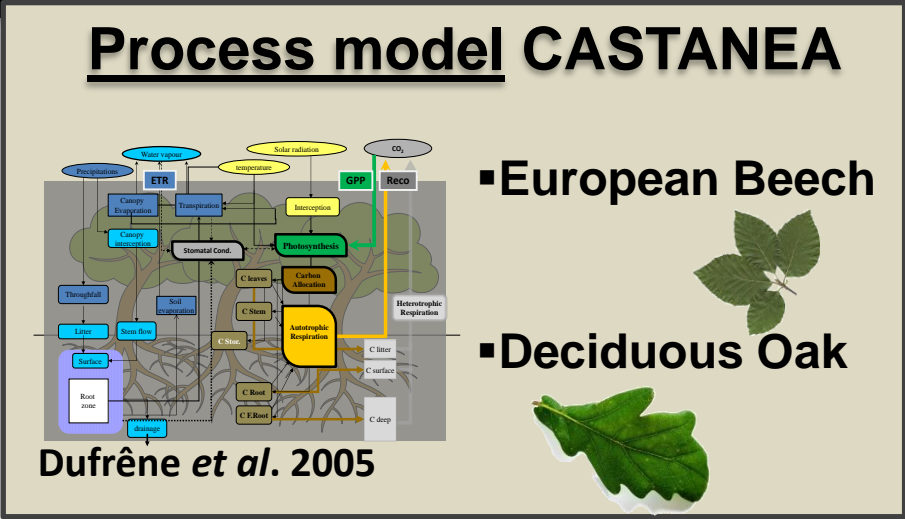 Process model CASTANEA
Water vapour
Solar radiation
CO₂
Precipitations
temperature
ETR
GPP
Reco
Canopy
Evaporation
Transpiration
Interception
Canopy
interception
Stomatal Cond.
Photosynthesis
C leaves
Carbon
Allocation
Throughfall
Soil
evaporation
Heterotrophic
Respiration
C Stem
Litter
Stem flow
C Stor.
Autotrophic
Respiration
C litter
Surface
C surface
Root
zone
C Root
C F.Root
C deep
drainage
Dufrêne et al. 2005
▪European Beech
▪Deciduous Oak